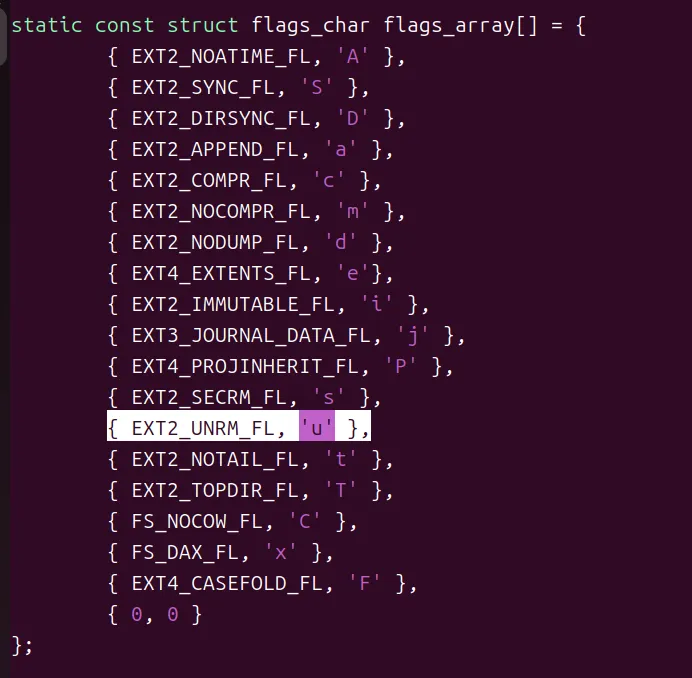 static const struct flags_char flags_array[] = {
{ EXT2_NOATIME_FL, 'A' },
{ EXT2_SYNC_FL, 'S' },
{ EXT2_DIRSYNC_FL, 'D' },
{ EXT2_APPEND_FL, 'a' },
{ EXT2_COMPR_FL, 'c' },
{ EXT2_NOCOMPR_FL, 'm' },
{ EXT2_NODUMP_FL, 'd' },
{ EXT4_EXTENTS_FL, 'e'},
{ EXT2_IMMUTABLE_FL, 'i' },
{ EXT3_JOURNAL_DATA_FL, 'j' },
{ EXT4_PROJINHERIT_FL, 'P' },
{ EXT2_SECRM_FL, 's' },
{ EXT2_UNRM_FL, 'u' },
{ EXT2_NOTAIL_FL, 't' },
{ EXT2_TOPDIR_FL, 'T' },
{ FS_NOCOW_FL, 'C' },
{ FS_DAX_FL, 'x' },
{ EXT4_CASEFOLD_FL, 'F' },
{ 0, 0 }
};